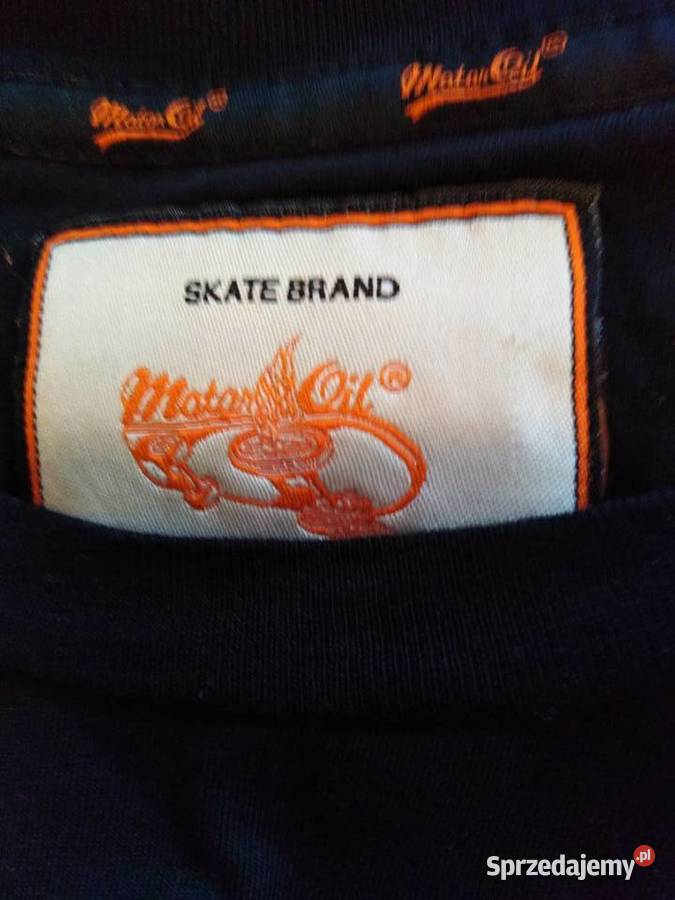 Motor Oil® Motor Oil®
SKATE BRAND
Motor Oil®
Sprzedajemy.pl